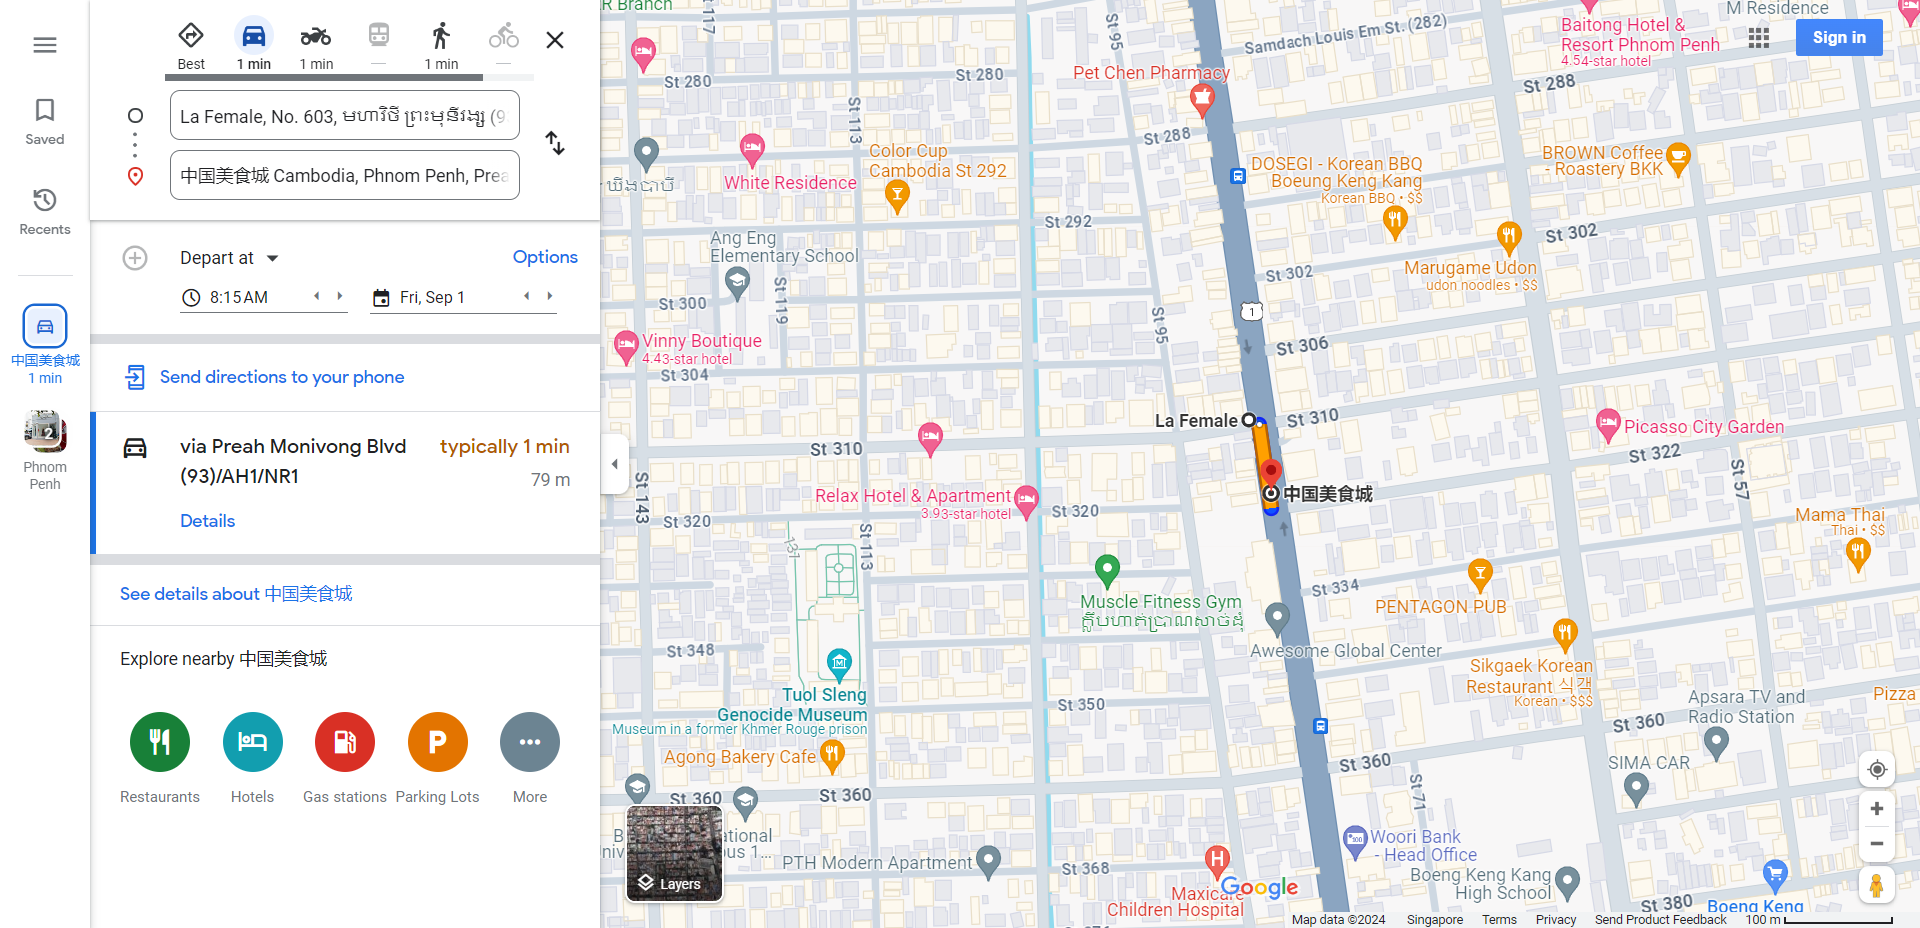 Best
1 min
1 min
—
1 min
—
La Female, No. 603, មហាវិថី ព្រះមុនីវង្ស (9
中国美食城 Cambodia, Phnom Penh, Prea
Saved
Recents
中国美食城
1 min
2
Phnom
Penh
Depart at
Options
8:15 AM
Fri, Sep 1
Send directions to your phone
via Preah Monivong Blvd
(93)/AH1/NR1
typically 1 min
79 m
Details
See details about 中国美食城
Explore nearby 中国美食城
Restaurants
Hotels
P
Gas stations
Parking Lots
More
R Branch
117
St 95
Samdach Louis Em St. (282)
M Residence
Baitong Hotel &
Resort Phnom Penh
4.54-star hotel
Sign in
St 280
St 280
Pet Chen Pharmacy
St 288
St 113
St 288
Color Cup
Cambodia St 292
White Residence
DOSEGI - Korean BBQ
Boeung Keng Kang
Korean BBQ • $$
BROWN Coffee
- Roastery BKK
St 292
St 302
Ang Eng
Elementary School
St 302
Marugame Udon
udon noodles • $$
St 119
St 300
St 95
1
Vinny Boutique
4.43-star hotel
St 304
St 306
La Female
St 310
St 310
Picasso City Garden
St 322
St 57
St 143
Relax Hotel & Apartment
3.93-star hotel
中国美食城
St 320
St 320
Mama Thai
Thai • $$
131
St 113
Muscle Fitness Gym
ក្លឹបហាត់ប្រាណសាច់ដុំ
St 334
PENTAGON PUB
Awesome Global Center
St 348
Tuol Sleng
Genocide Museum
Museum in a former Khmer Rouge prison
Sikgaek Korean
Restaurant 식객
Korean • $$$
Apsara TV and
Radio Station
Pizza
St 350
St 360
Agong Bakery Cafe
St 360
St 360
St 360
SIMA CAR
St 71
Layers
PTH Modern Apartment
St 368
H
Maxicare
Children Hospital
Google
Woori Bank
- Head Office
Boeng Keng Kang
High School
St 380
Boeng Keng
Map data ©2024
Singapore
Terms
Privacy
Send Product Feedback
100 m